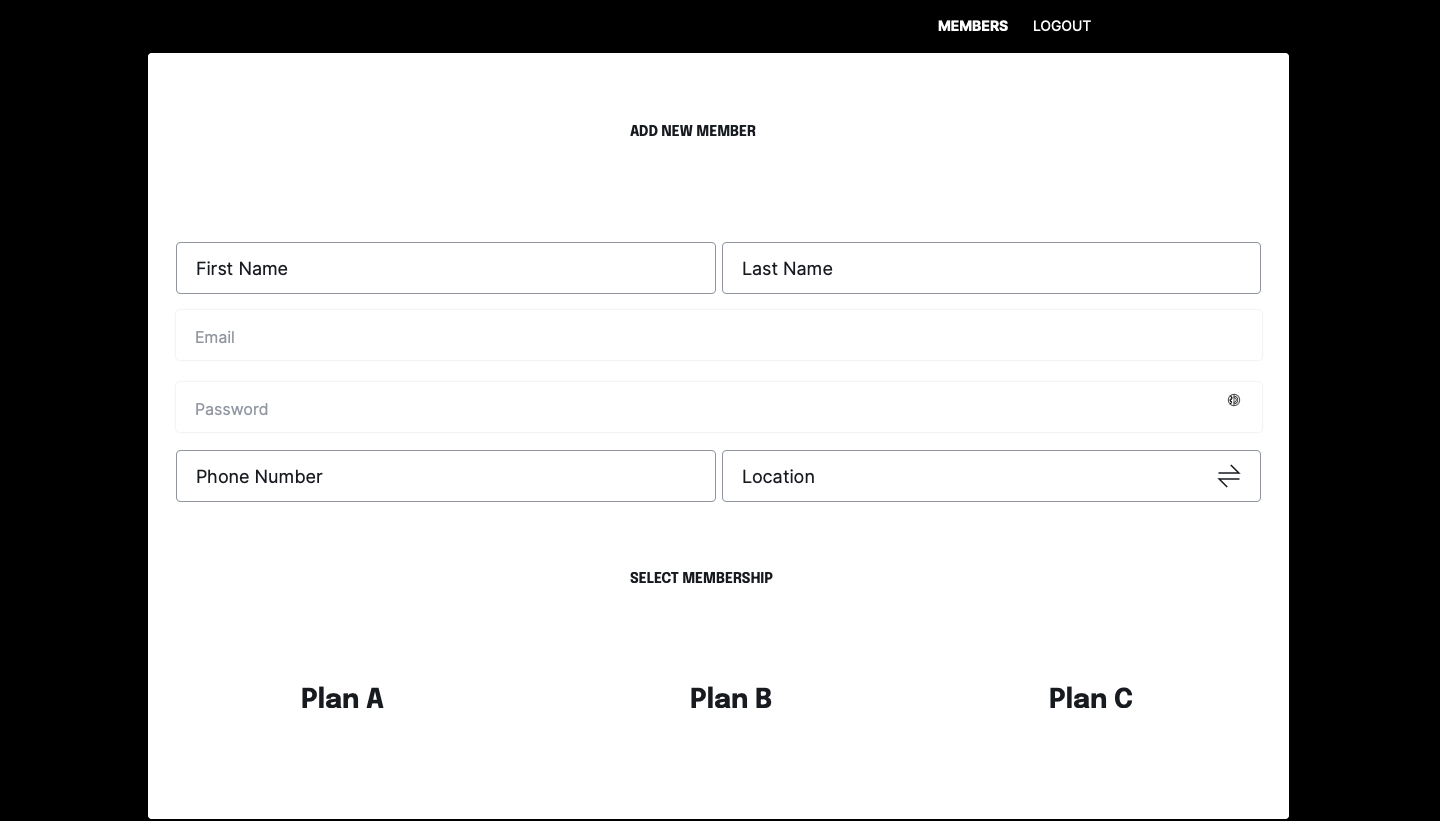 MEMBERS LOGOUT
ADD NEW MEMBER
First Name Last Name
Email
Password
Phone Number Location
SELECT MEMBERSHIP
Plan A Plan B Plan C